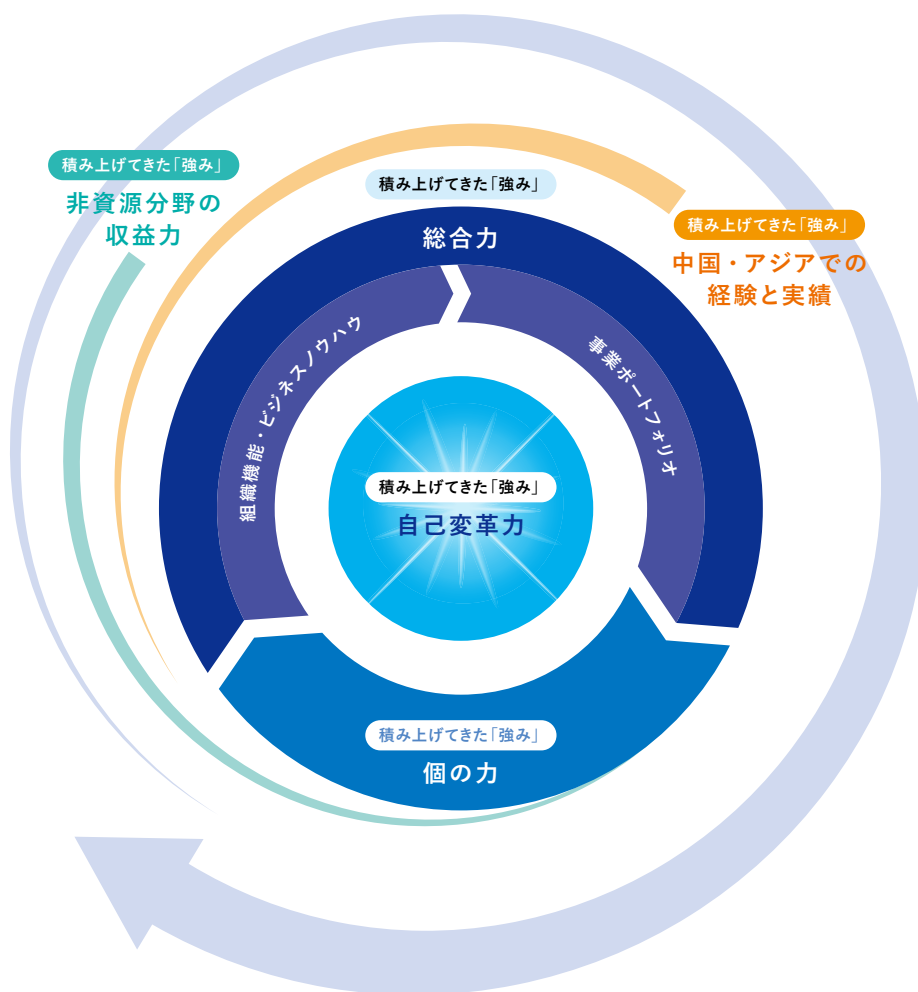 積み上げてきた「強み」
非資源分野の
収益力
積み上げてきた「強み」
総合力
積み上げてきた「強み」
中国・アジアでの
経験と実績
組織機能・ビジネスノウハウ
事業ポートフォリオ
積み上げてきた「強み」
自己変革力
積み上げてきた「強み」
個の力